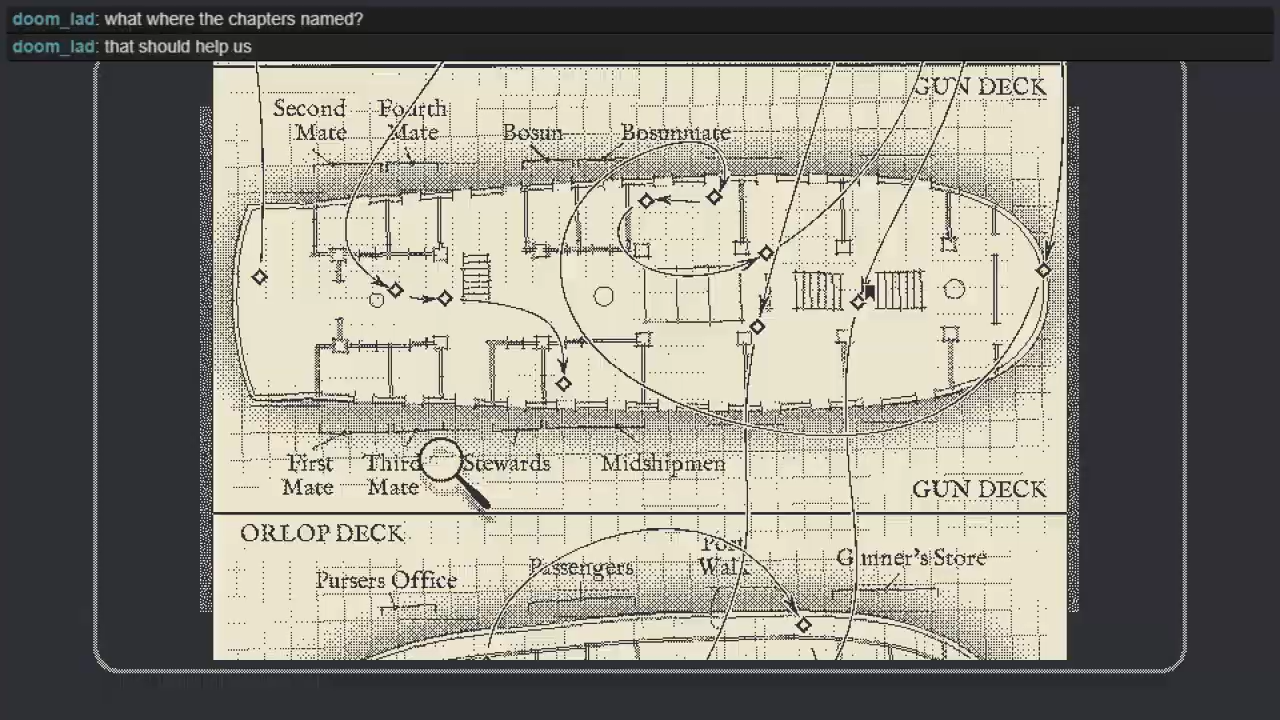 doom_lad: what where the chapters named?
doom_lad: that should help us
GUN DECK
Second
Mate
Fourth
Mate
Bosun
Bosunmate
First
Mate
Third
Mate
Stewards
Midshipmen
GUN DECK
ORLOP DECK
Pursers Office
Passengers
Port
Walk
Gunner's Store